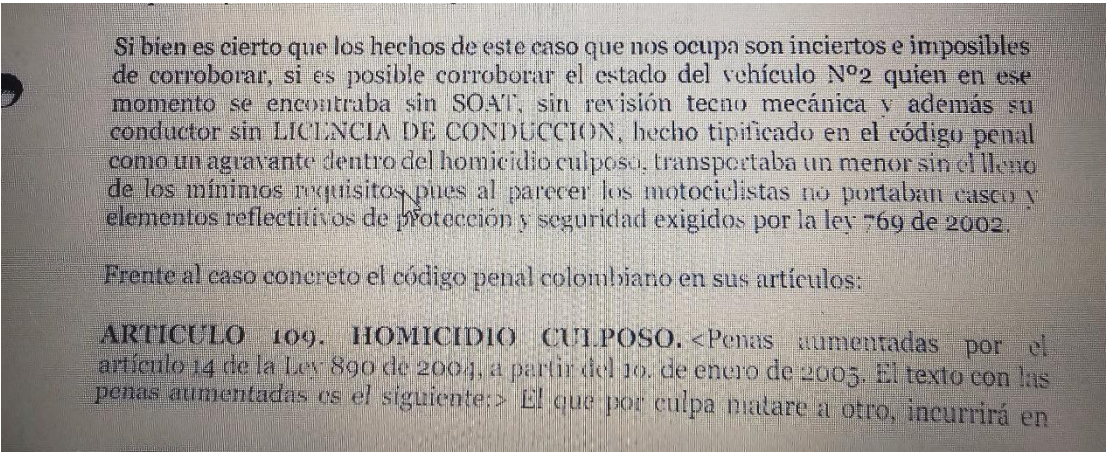 Si bien es cierto que los hechos de este caso que nos ocupa son inciertos e imposibles
de corroborar, si es posible corroborar el estado del vehículo Nº2 quien en ese
momento se encontraba sin SOAT, sin revisión tecno mecánica y además su
conductor sin LICENCIA DE CONDUCCION, hecho tipificado en el código penal
como un agravante dentro del homicidio culposo, transportaba un menor sin el lleno
de los mínimos requisitos pues al parecer los motociclistas no portaban casco y
elementos reflectitivos de protección y seguridad exigidos por la ley 769 de 2002.
Frente al caso concreto el código penal colombiano en sus artículos:
ARTICULO 109. HOMICIDIO CULPOSO. <Penas aumentadas por el
artículo 14 de la Ley 890 de 2004, a partir del 1o. de enero de 2005. El texto con las
penas aumentadas es el siguiente:> El que por culpa matare a otro, incurrirá en